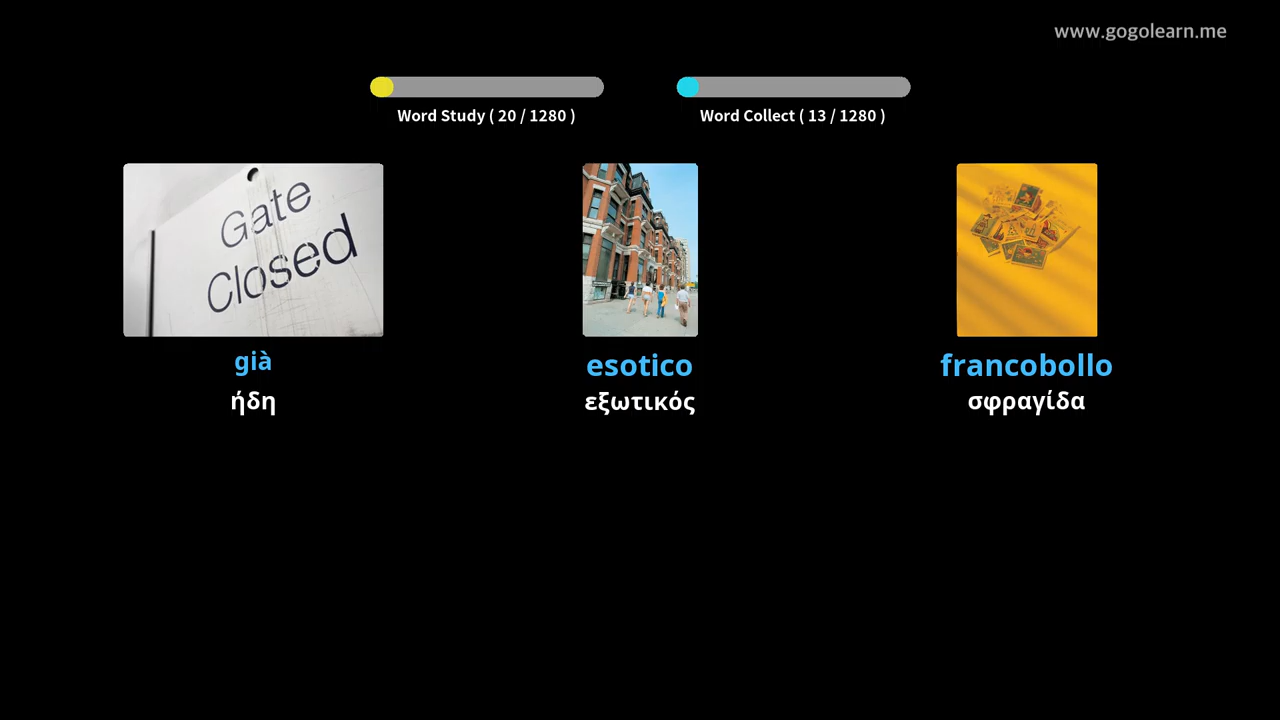 www.gogolearn.me
Word Study ( 20 / 1280 )
Word Collect ( 13 / 1280 )
Gate
Closed
già
ήδη
esotico
εξωτικός
francobollo
σφραγίδα